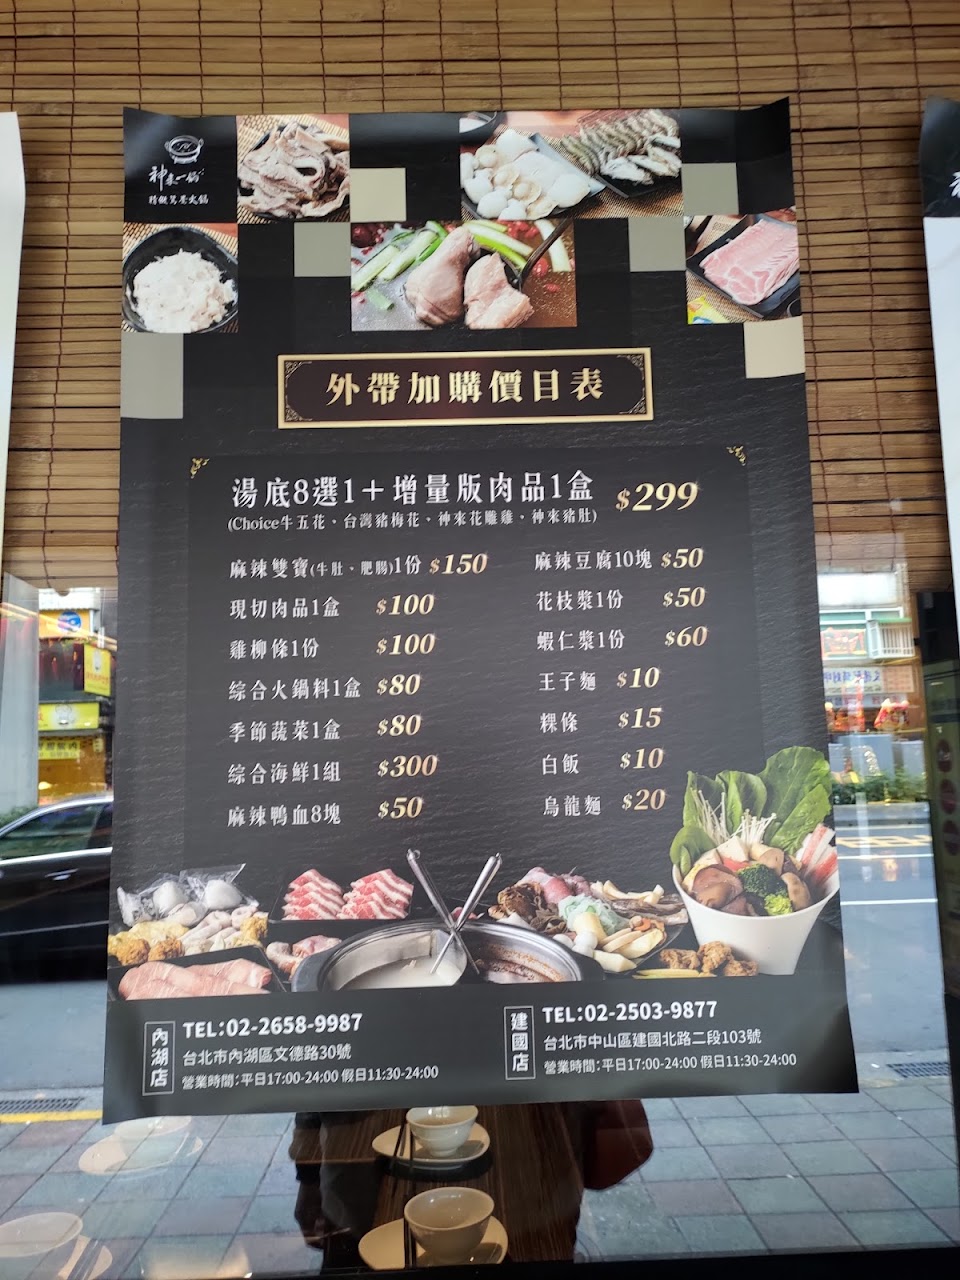 神來一鍋
精緻鴛鴦火鍋
外帶加購價目表
湯底8選1＋增量版肉品1盒 $299
(Choice牛五花、台灣豬梅花、神來花雕雞、神來豬肚)
麻辣雙寶(牛肚、肥腸)1份 $150
現切肉品1盒 $100
雞柳條1份 $100
綜合火鍋料1盒 $80
季節蔬菜1盒 $80
綜合海鮮1組 $300
麻辣鴨血8塊 $50
麻辣豆腐10塊 $50
花枝漿1份 $50
蝦仁漿1份 $60
王子麵 $10
粿條 $15
白飯 $10
烏龍麵 $20
內湖店
TEL:02-2658-9987
台北市內湖區文德路30號
營業時間:平日17:00-24:00 假日11:30-24:00
建國店
TEL:02-2503-9877
台北市中山區建國北路二段103號
營業時間:平日17:00-24:00 假日11:30-24:00